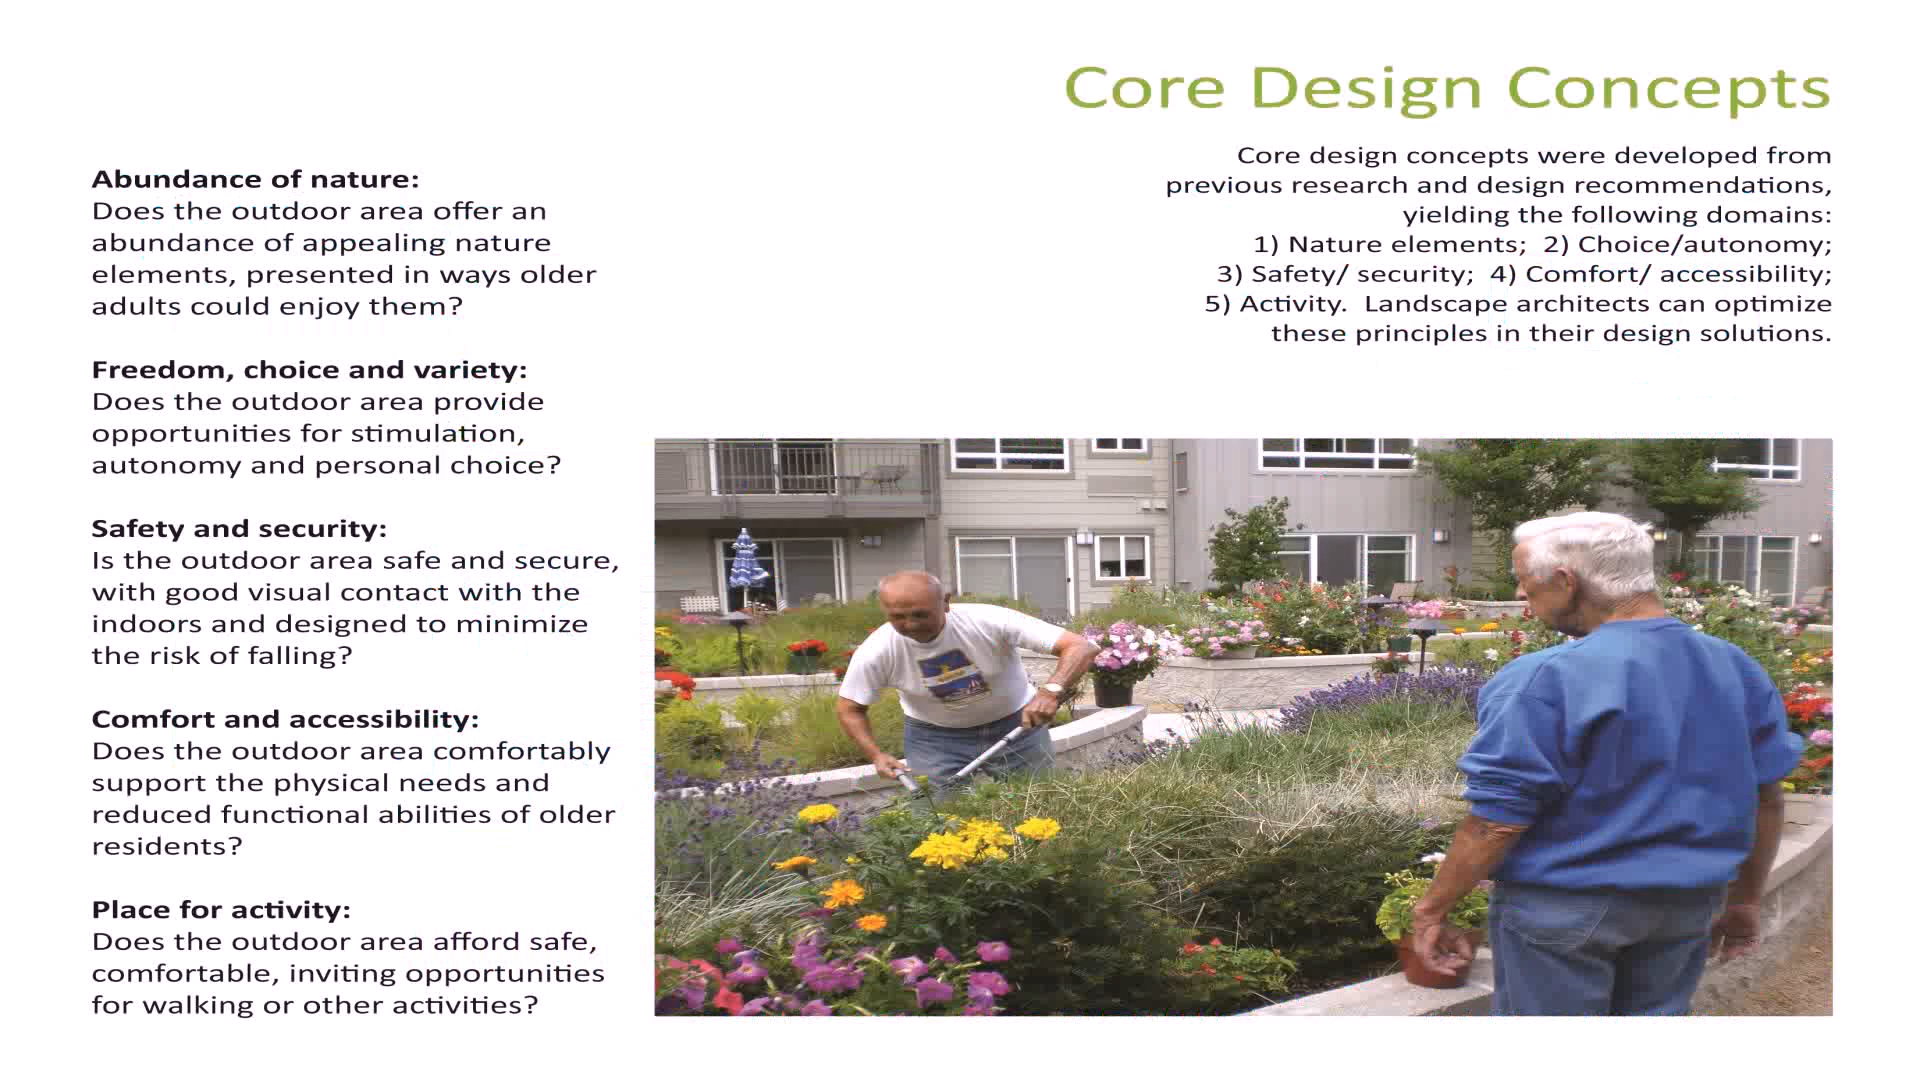 Core Design Concepts
Core design concepts were developed from
previous research and design recommendations,
yielding the following domains:
1) Nature elements;  2) Choice/autonomy;
3) Safety/ security;  4) Comfort/ accessibility;
5) Activity.  Landscape architects can optimize
these principles in their design solutions.
Abundance of nature:
Does the outdoor area offer an
abundance of appealing nature
elements, presented in ways older
adults could enjoy them?
Freedom, choice and variety:
Does the outdoor area provide
opportunities for stimulation,
autonomy and personal choice?
Safety and security:
Is the outdoor area safe and secure,
with good visual contact with the
indoors and designed to minimize
the risk of falling?
Comfort and accessibility:
Does the outdoor area comfortably
support the physical needs and
reduced functional abilities of older
residents?
Place for activity:
Does the outdoor area afford safe,
comfortable, inviting opportunities
for walking or other activities?